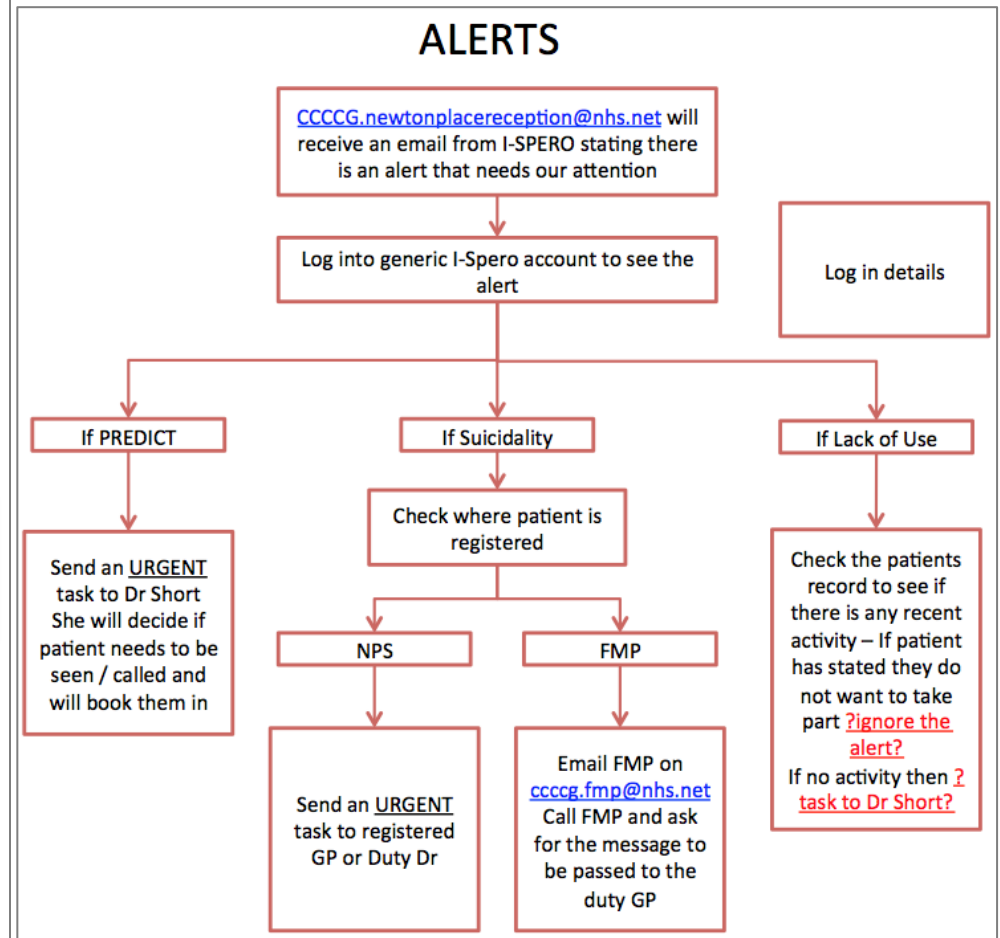 ALERTS
CCCCG.newtonplacereception@nhs.net will
receive an email from I-SPERO stating there
is an alert that needs our attention
Log into generic I-Spero account to see the
alert
Log in details
If PREDICT
If Suicidality
If Lack of Use
Check where patient is
registered
Send an URGENT
task to Dr Short
She will decide if
patient needs to be
seen / called and
will book them in
NPS
FMP
Check the patients
record to see if
there is any recent
activity – If patient
has stated they do
not want to take
part ?ignore the
alert?
If no activity then ?
task to Dr Short?
Send an URGENT
task to registered
GP or Duty Dr
Email FMP on
ccccg.fmp@nhs.net
Call FMP and ask
for the message to
be passed to the
duty GP